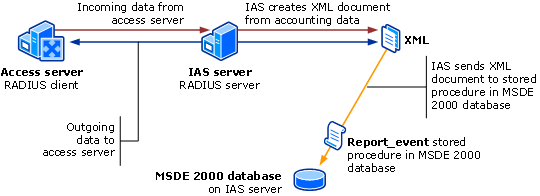 Incoming data from
access server
IAS creates XML document
from accounting data
Access server
RADIUS client
IAS server
RADIUS server
XML
IAS sends XML
document to stored
procedure in MSDE
2000 database
Outgoing
data to
access server
Report_event stored
procedure in MSDE 2000
database
MSDE 2000 database
on IAS server